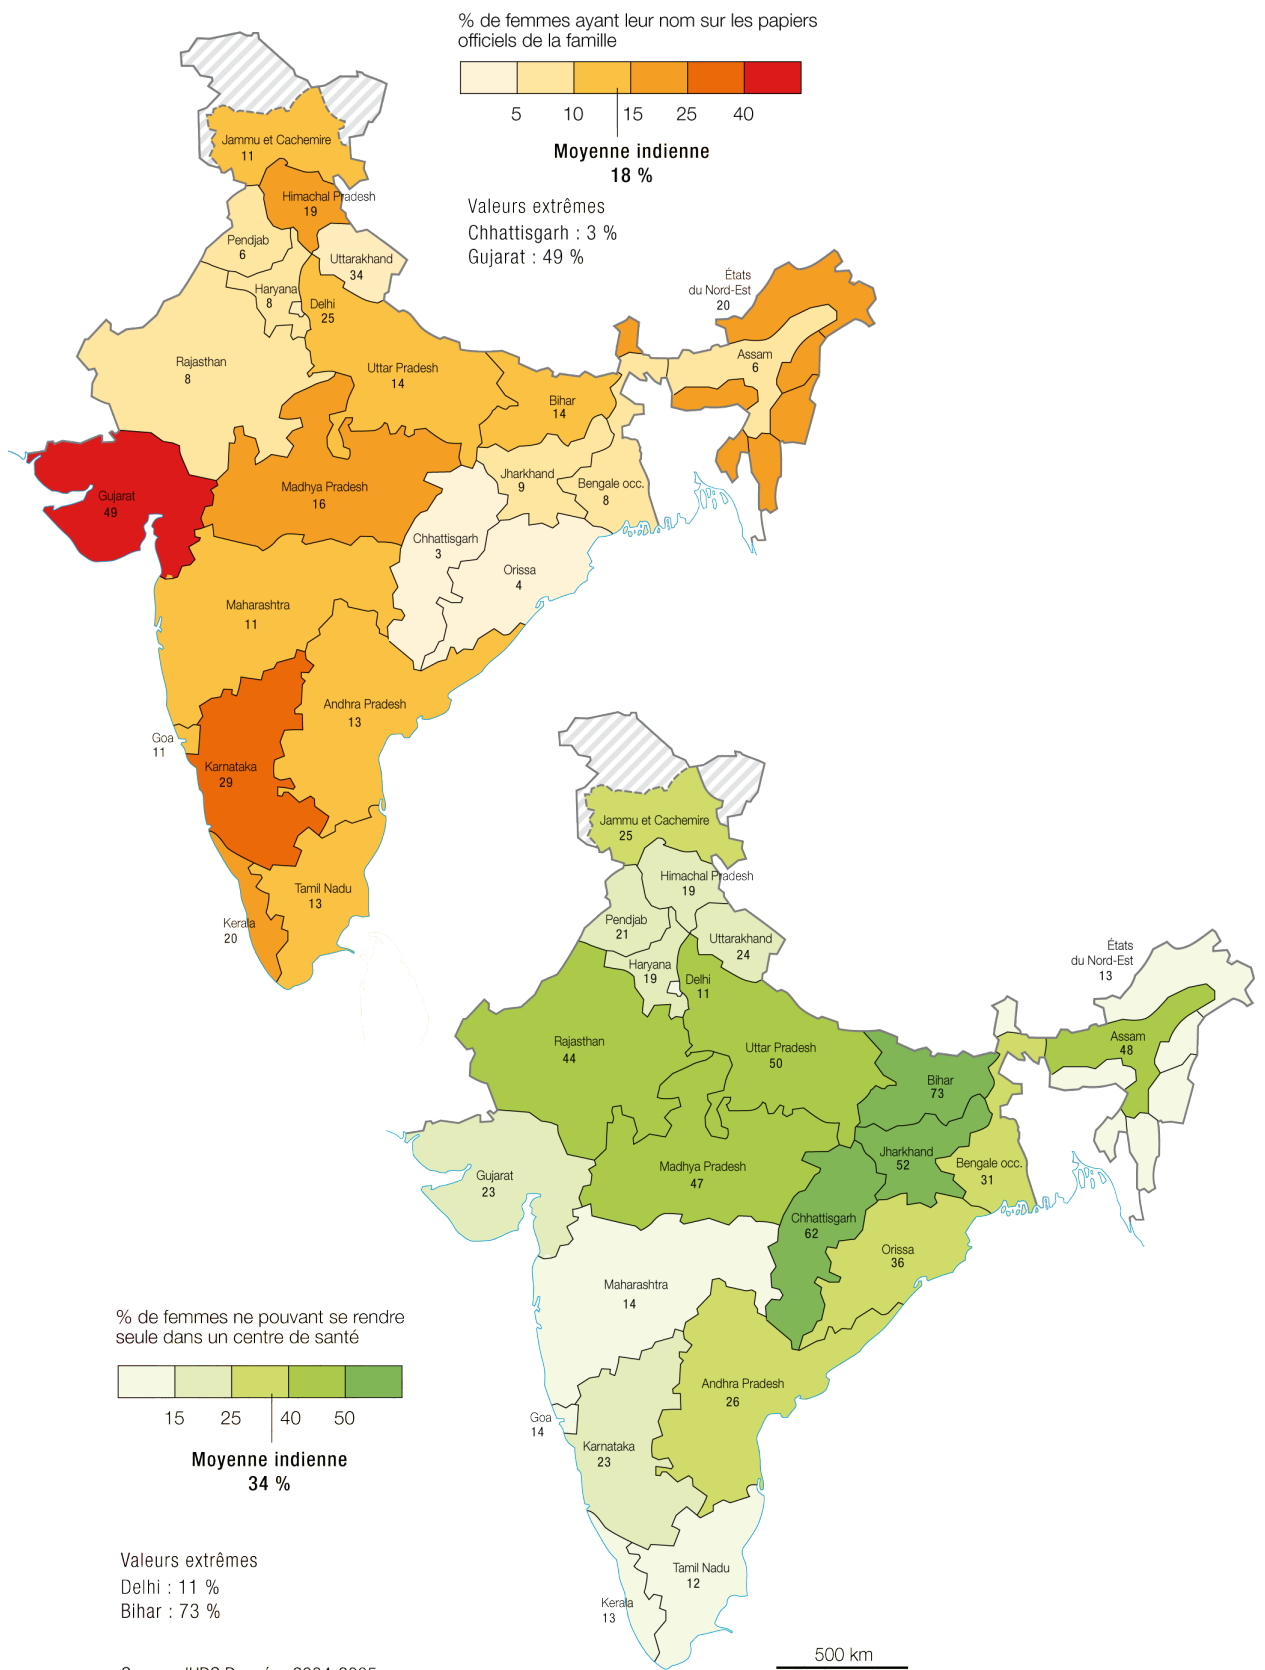 % de femmes ayant leur nom sur les papiers
officiels de la famille
5 10 15 25 40
Moyenne indienne
18 %
Valeurs extrêmes
Chhattisgarh : 3 %
Gujarat : 49 %
Jammu et Cachemire
11
Himachal Pradesh
19
Pendjab
6
Uttarakhand
34
Haryana
8
Delhi
25
États
du Nord-Est
20
Rajasthan
8
Uttar Pradesh
14
Assam
6
Bihar
14
Gujarat
49
Madhya Pradesh
16
Jharkhand
9
Bengale occ.
8
Chhattisgarh
3
Orissa
4
Maharashtra
11
Andhra Pradesh
13
Goa
11
Karnataka
29
Tamil Nadu
13
Kerala
20
Jammu et Cachemire
25
Himachal Pradesh
19
Pendjab
21
Uttarakhand
24
Haryana
19
Delhi
11
États
du Nord-Est
13
Rajasthan
44
Uttar Pradesh
50
Assam
48
Bihar
73
Gujarat
23
Madhya Pradesh
47
Jharkhand
52
Bengale occ.
31
Chhattisgarh
62
Orissa
36
Maharashtra
14
Andhra Pradesh
26
Goa
14
Karnataka
23
Tamil Nadu
12
Kerala
13
% de femmes ne pouvant se rendre
seule dans un centre de santé
15 25 40 50
Moyenne indienne
34 %
Valeurs extrêmes
Delhi : 11 %
Bihar : 73 %
500 km